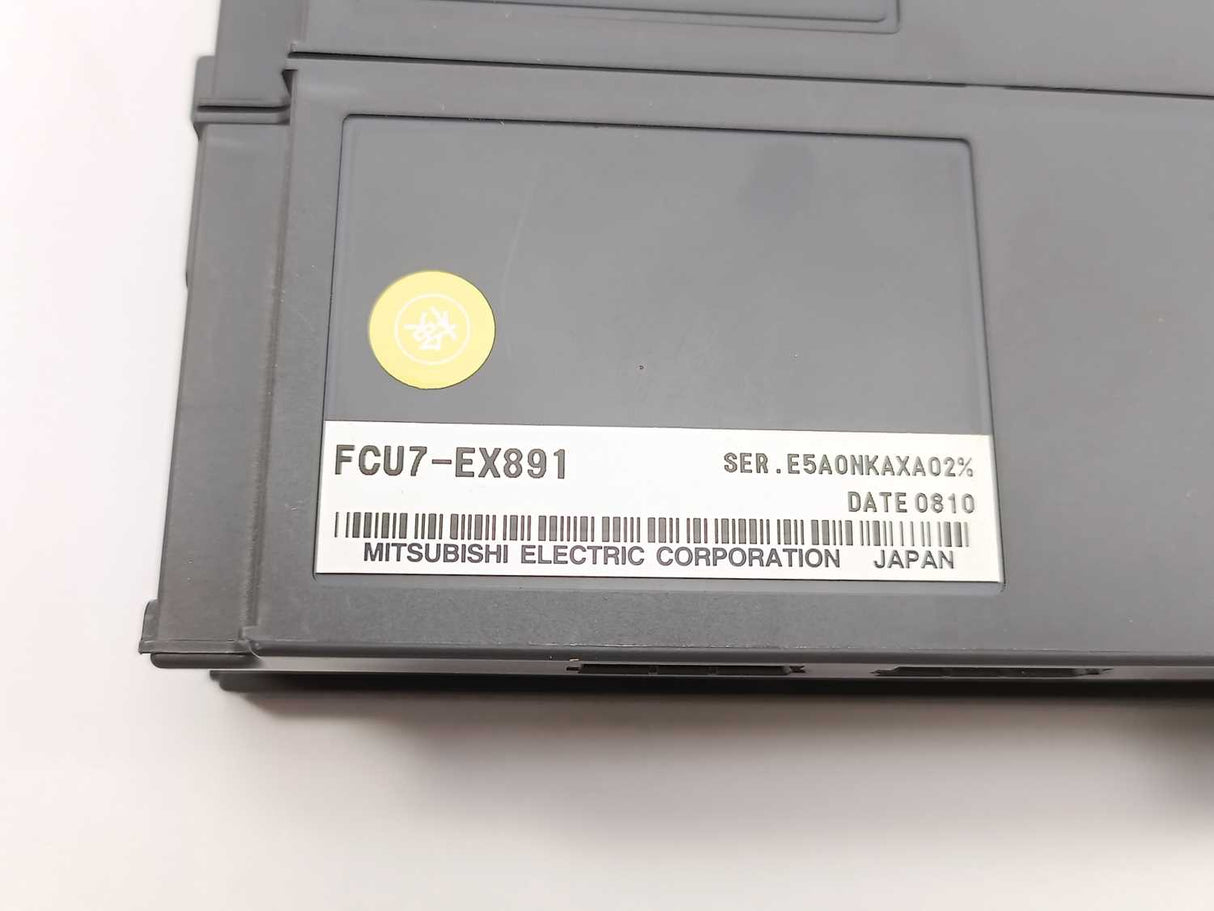 FCU7-EX891
SER.E5A0NKAXA02%
DATE 0810
MITSUBISHI ELECTRIC CORPORATION JAPAN